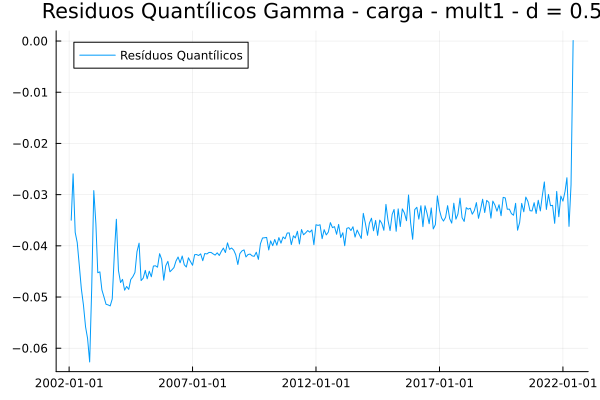 Residuos Quantílicos Gamma - carga - mult1 - d = 0.5
0.00
Resíduos Quantílicos
−0.01
−0.02
−0.03
−0.04
−0.05
−0.06
2002-01-01 2007-01-01 2012-01-01 2017-01-01 2022-01-01